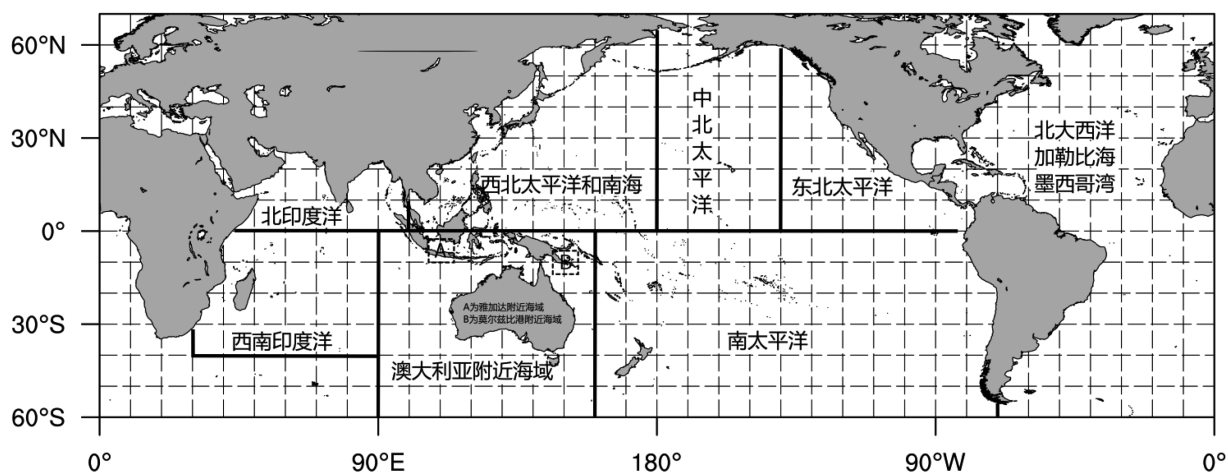 60°N
30°N
0°
30°S
60°S
中北太平洋
北大西洋
加勒比海
墨西哥湾
西北太平洋和南海
东北太平洋
北印度洋
A
B
A为雅加达附近海域
B为莫尔兹比港附近海域
西南印度洋
南太平洋
澳大利亚附近海域
0°
90°E
180°
90°W
0°